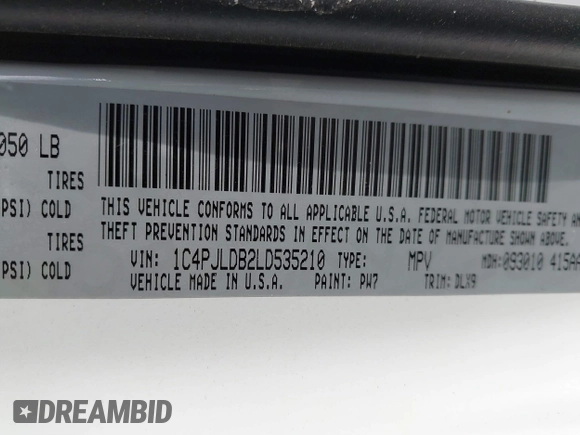 050 LB
TIRES
PSI) COLD
TIRES
PSI) COLD
THIS VEHICLE CONFORMS TO ALL APPLICABLE U.S.A. FEDERAL MOTOR VEHICLE SAFETY AN
THEFT PREVENTION STANDARDS IN EFFECT ON THE DATE OF MANUFACTURE SHOWN ABOVE.
VIN: 1C4PJLDB2LD535210 TYPE: MPV MDH:093010 415AA
VEHICLE MADE IN U.S.A. PAINT: PW7 TRIM: DLX9
DREAMBID